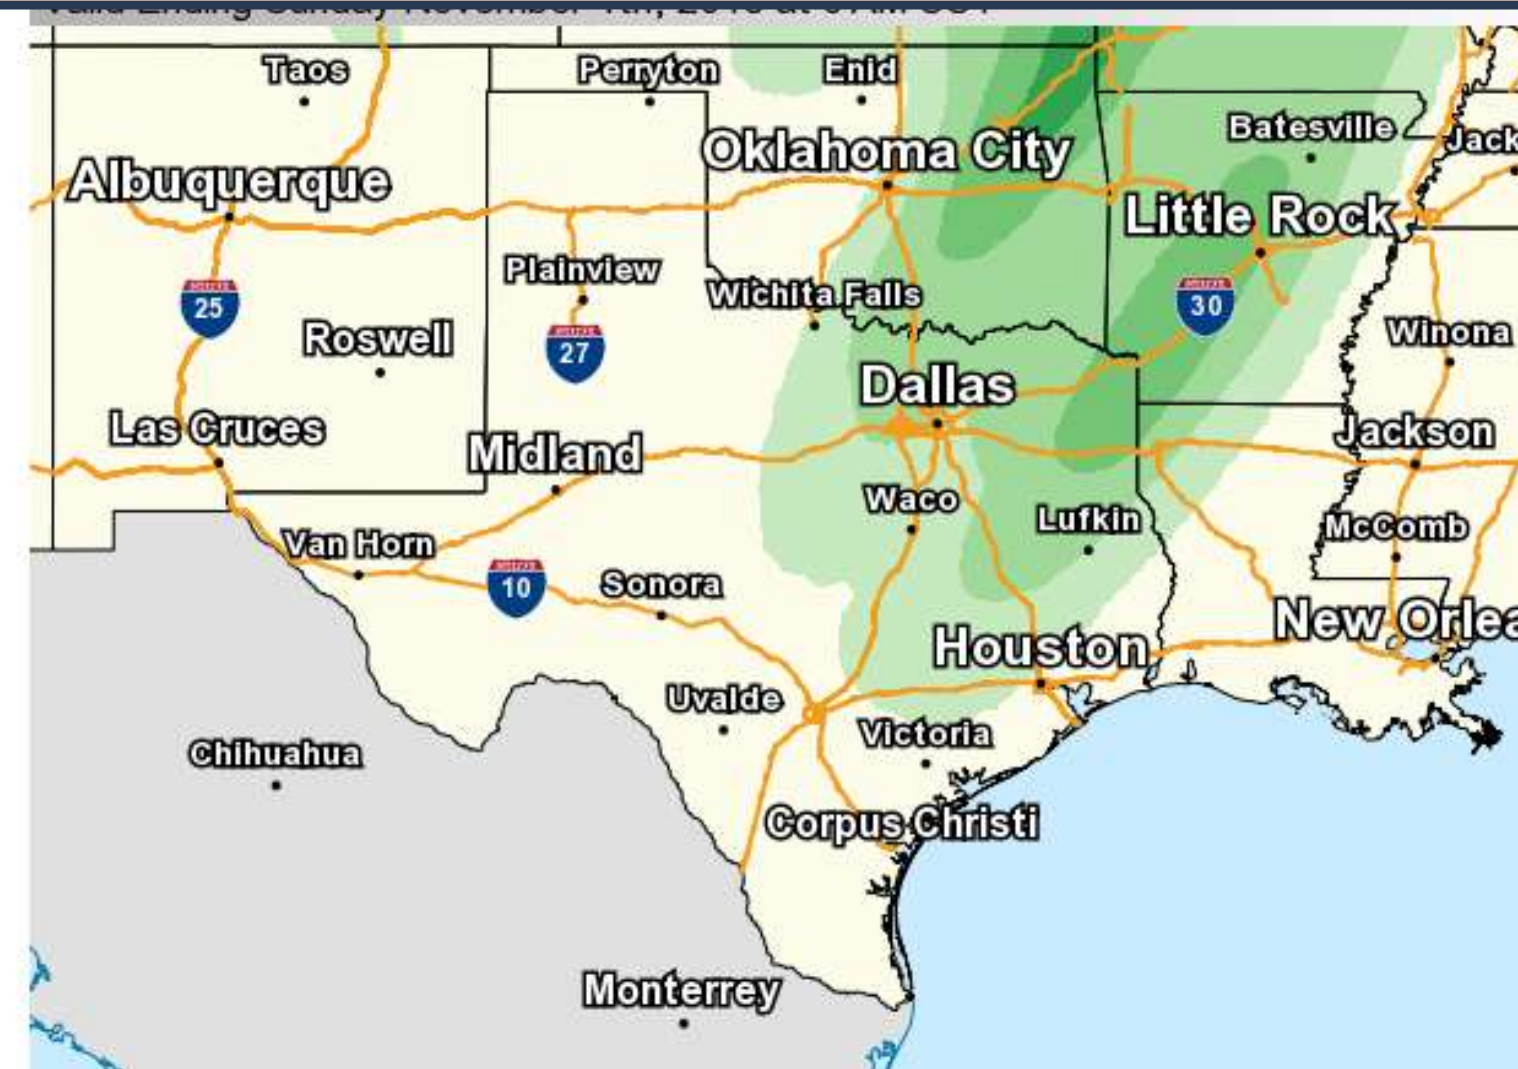 Taos
Perryton
Enid
Batesville
Jack
Oklahoma City
Albuquerque
Little Rock
Plainview
Wichita Falls
25
30
Roswell
27
Winona
Dallas
Las Cruces
Midland
Jackson
Waco
Lufkin
McComb
Van Horn
10
Sonora
New Orlea
Houston
Uvalde
Victoria
Chihuahua
Corpus Christi
Monterrey